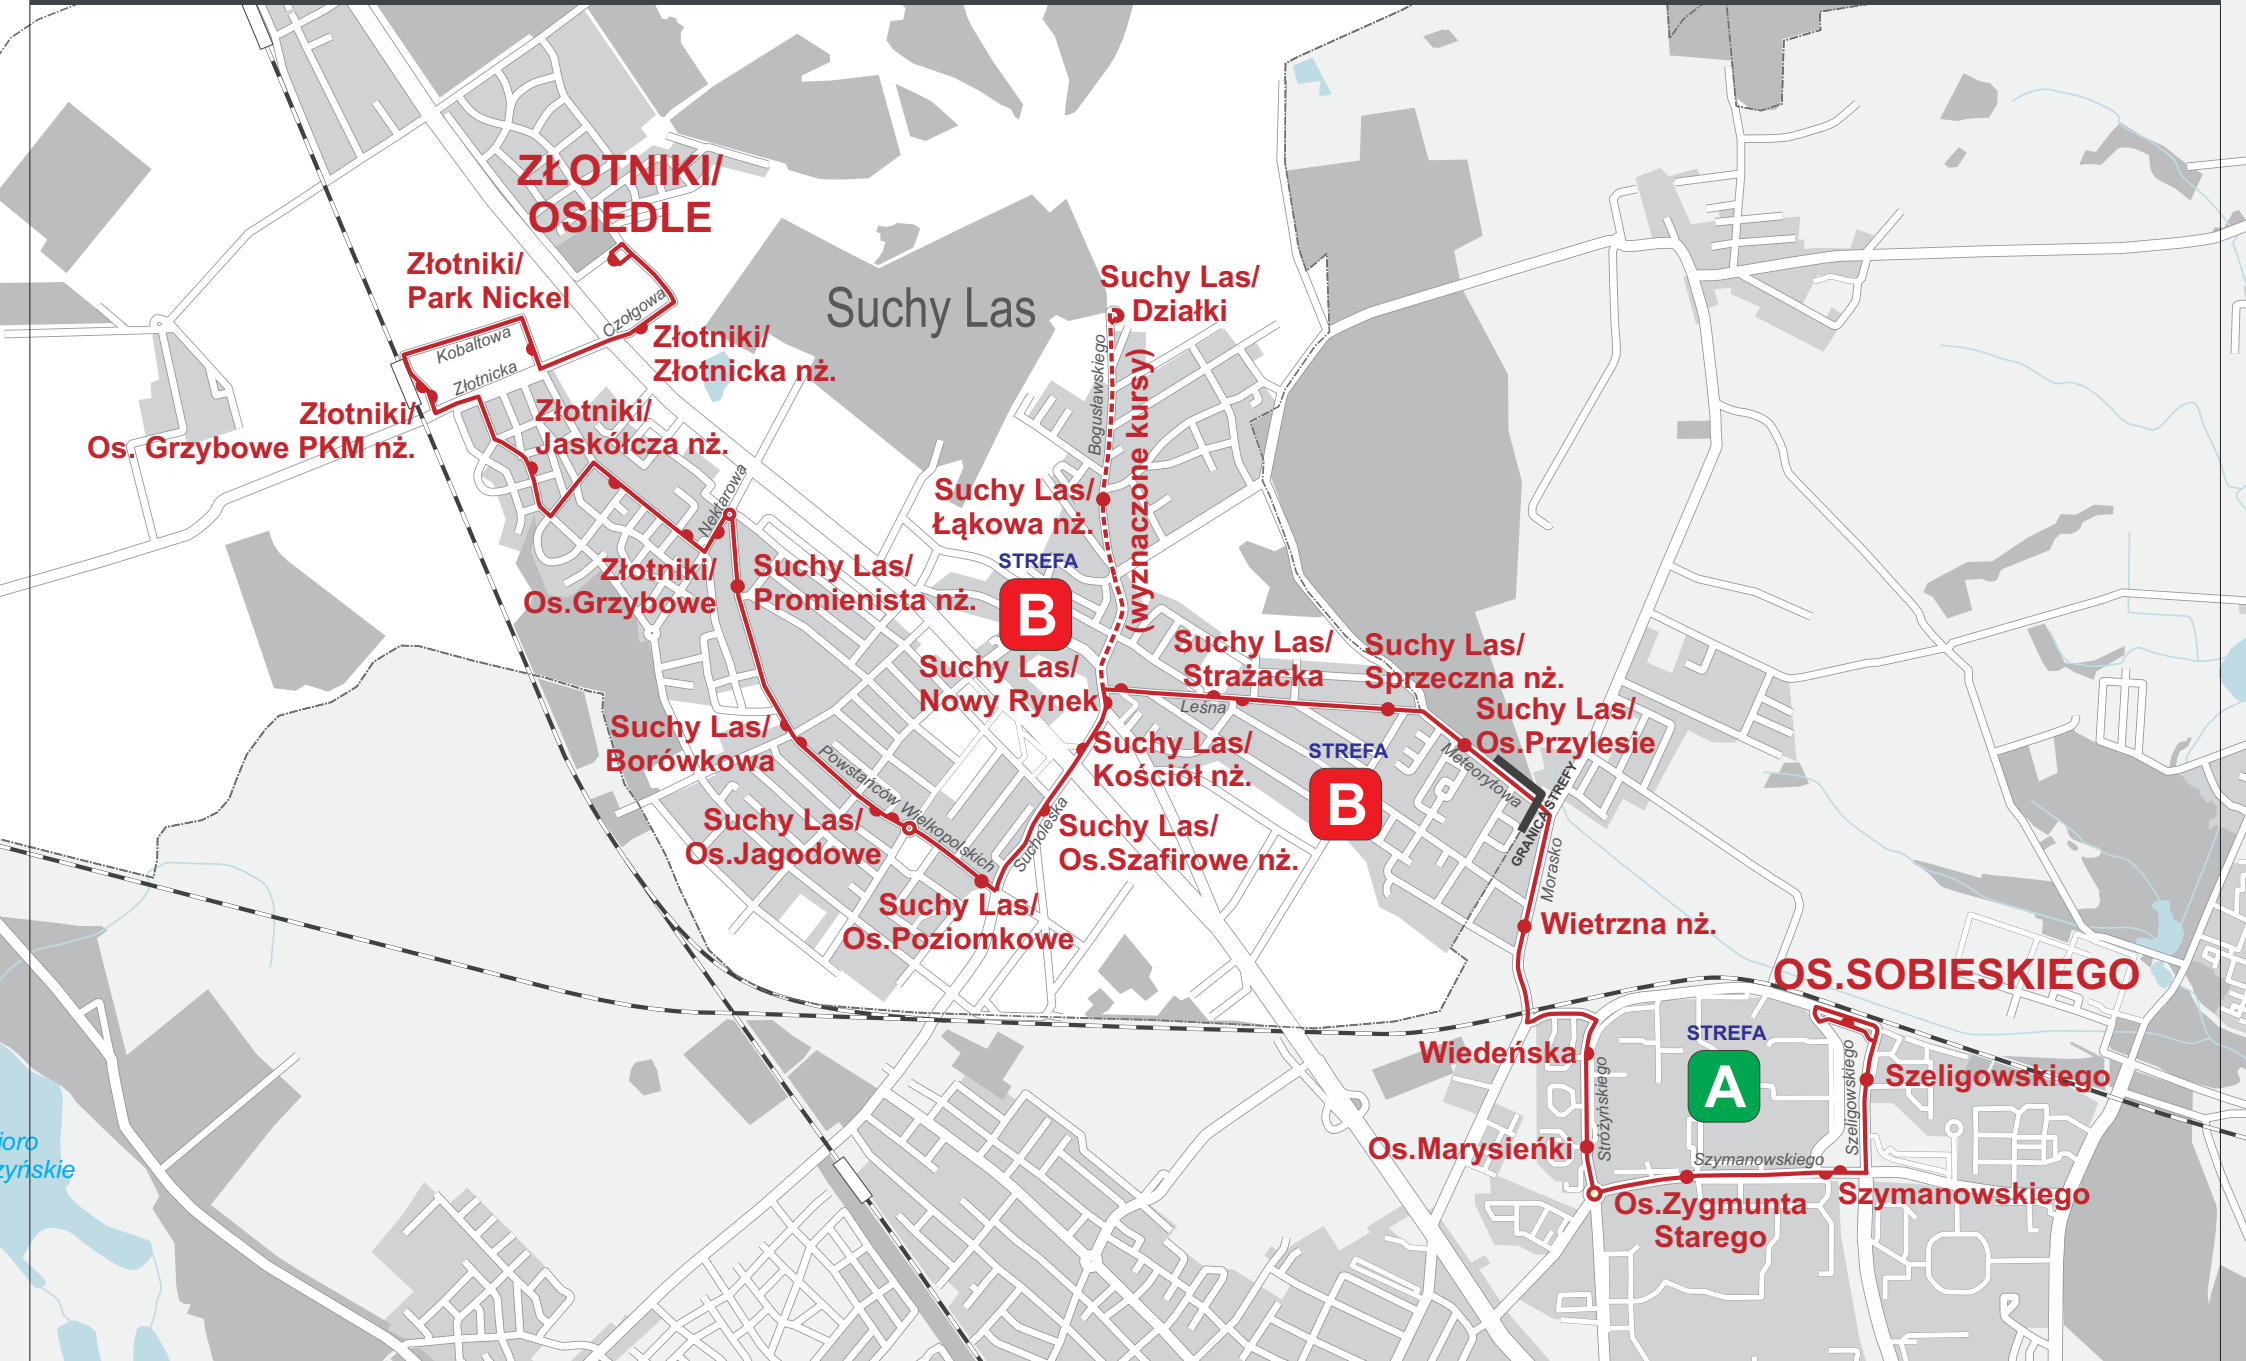 ZŁOTNIKI/
OSIEDLE
Złotniki/
Park Nickel
Czołgowa
Kobaltowa
Złotnicka
Złotniki/
Złotnicka nż.
Złotniki/
Os. Grzybowe PKM nż.
Złotniki/
Jaskółcza nż.
Nektarowa
Złotniki/
Os.Grzybowe
Suchy Las
Suchy Las/
Działki
Bogusławskiego
(wyznaczone kursy)
Suchy Las/
Łąkowa nż.
STREFA
B
Suchy Las/
Promienista nż.
Suchy Las/
Nowy Rynek
Suchy Las/
Strażacka
Leśna
Suchy Las/
Sprzeczna nż.
Suchy Las/
Os.Przylesie
Meteorytowa
GRANICA STREFY
STREFA
B
Suchy Las/
Borówkowa
Powstańców Wielkopolskich
Suchy Las/
Kościół nż.
Suchy Las/
Os.Jagodowe
Sucholeska
Suchy Las/
Os.Szafirowe nż.
Suchy Las/
Os.Poziomkowe
Morasko
Wietrzna nż.
OS.SOBIESKIEGO
STREFA
A
Wiedeńska
Stróżyńskiego
Szeligowskiego
Szeligowskiego
Os.Marysieńki
Szymanowskiego
Szymanowskiego
Os.Zygmunta
Starego
ioro
zyńskie